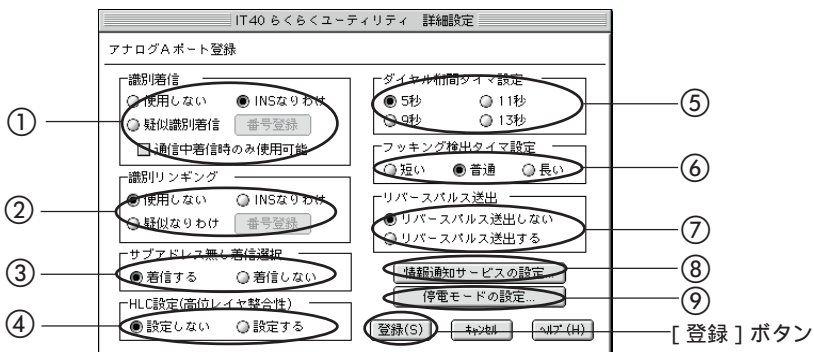 IT40 らくらくユーティリティ 詳細設定
アナログAポート登録
識別着信
使用しない INSなりわけ
疑似識別着信 番号登録
通信中着信時のみ使用可能
①
識別リンギング
使用しない INSなりわけ
疑似なりわけ 番号登録
②
サブアドレス無し着信選択
着信する 着信しない
③
HLC設定(高位レイヤ整合性)
設定しない 設定する
④
ダイヤル桁間タイマ設定
5秒 11秒
9秒 13秒
⑤
フッキング検出タイマ設定
短い 普通 長い
⑥
リバースパルス送出
リバースパルス送出しない
リバースパルス送出する
⑦
情報通知サービスの設定...
⑧
停電モードの設定...
⑨
登録(S) キャンセル ヘルプ(H)
[登録]ボタン